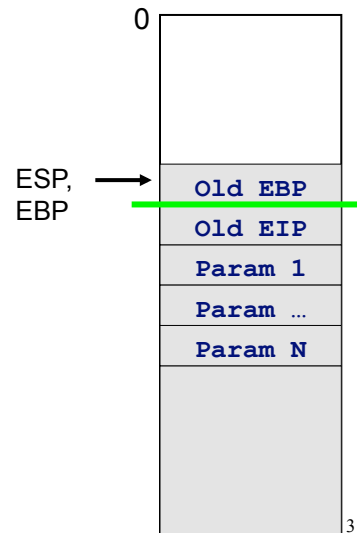 0
ESP,
EBP
Old EBP
Old EIP
Param 1
Param …
Param N
3